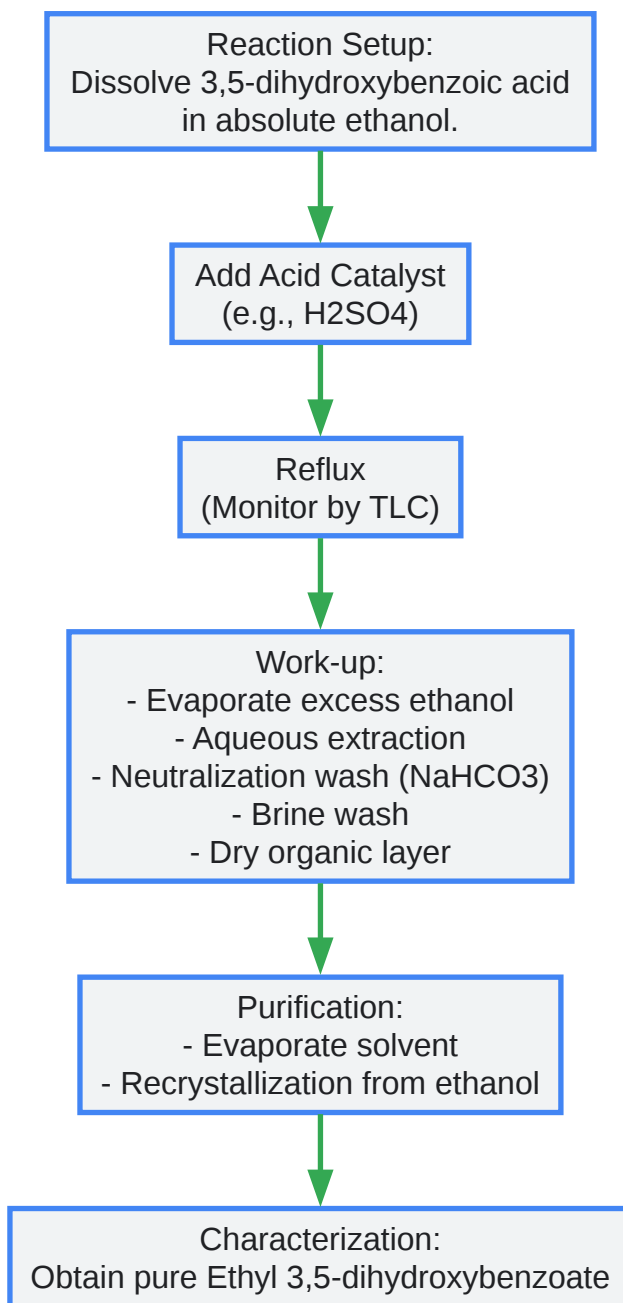 Reaction Setup:
Dissolve 3,5-dihydroxybenzoic acid
in absolute ethanol.
Add Acid Catalyst
(e.g., H2SO4)
Reflux
(Monitor by TLC)
Work-up:
- Evaporate excess ethanol
- Aqueous extraction
- Neutralization wash (NaHCO3)
- Brine wash
- Dry organic layer
Purification:
- Evaporate solvent
- Recrystallization from ethanol
Characterization:
Obtain pure Ethyl 3,5-dihydroxybenzoate